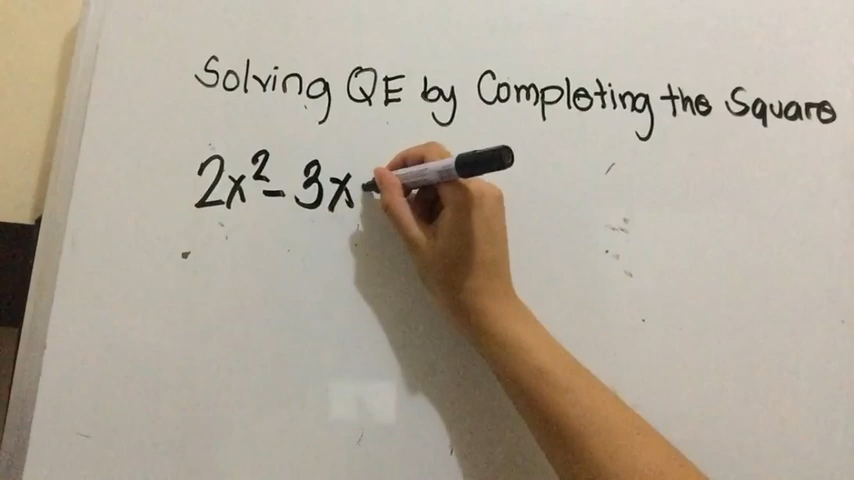 Solving QE by Completing the Square
2x² - 3x